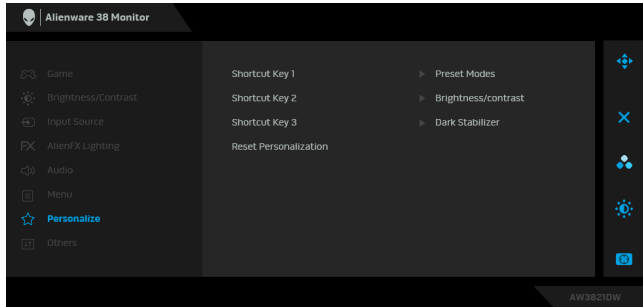 Alienware 38 Monitor
Game
Brightness/Contrast
Input Source
AlienFX Lighting
Audio
Menu
Personalize
Others
Shortcut Key 1 Preset Modes
Shortcut Key 2 Brightness/contrast
Shortcut Key 3 Dark Stabilizer
Reset Personalization
AW3821DW